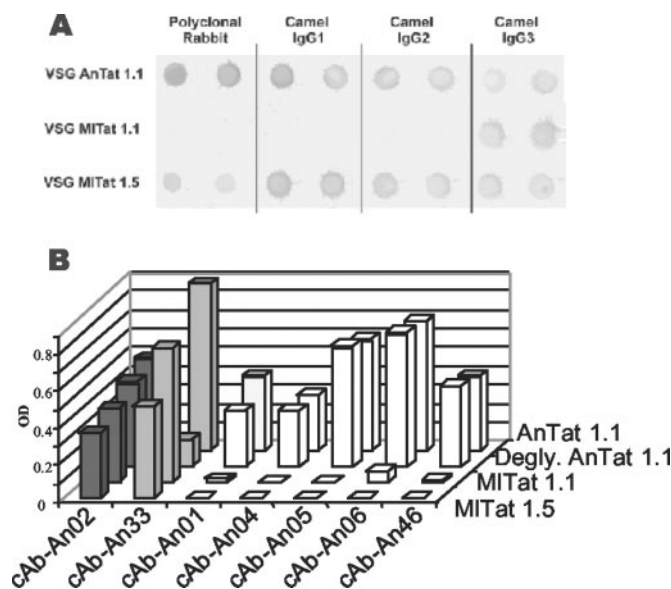 A
Polyclonal Rabbit
Camel IgG1
Camel IgG2
Camel IgG3
VSG AnTat 1.1
VSG MITat 1.1
VSG MITat 1.5
B
0.8
0.6
0.4
0.2
0
OD
AnTat 1.1
Degly. AnTat 1.1
MITat 1.1
MITat 1.5
cAb-An02
cAb-An33
cAb-An01
cAb-An04
cAb-An05
cAb-An06
cAb-An46